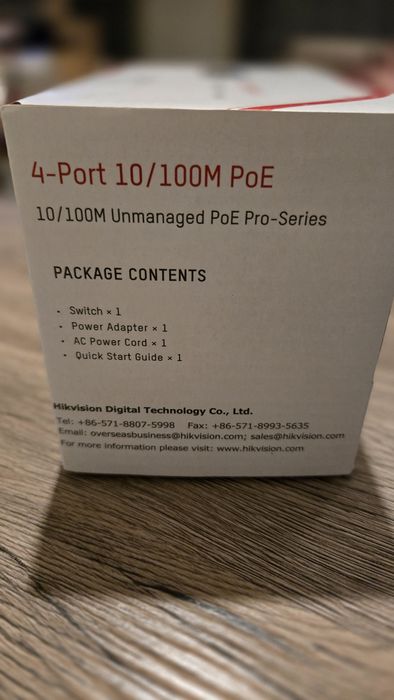 4-Port 10/100M PoE
10/100M Unmanaged PoE Pro-Series
PACKAGE CONTENTS
• Switch × 1
• Power Adapter × 1
• AC Power Cord × 1
• Quick Start Guide × 1
Hikvision Digital Technology Co., Ltd.
Tel: +86-571-8807-5998 Fax: +86-571-8993-5635
Email: overseasbusiness@hikvision.com; sales@hikvision.com
For more information please visit: www.hikvision.com